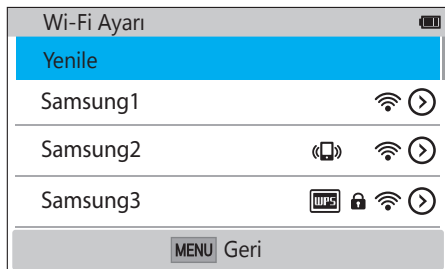 Wi-Fi Ayarı
Yenile
Samsung1
Samsung2
Samsung3 WPS
MENU Geri